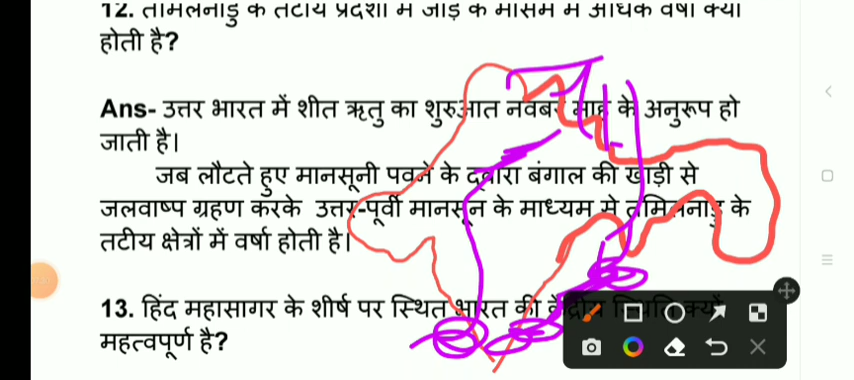 12. तामिलनाडु के तटीय प्रदेशों में जाड़े के मौसम में अधिक वर्षा क्यों
होती है?
Ans- उत्तर भारत में शीत ऋतु का शुरुआत नवंबर माह के अनुरूप हो
जाती है।
जब लौटते हुए मानसूनी पवनें के द्वारा बंगाल की खाड़ी से
जलवाष्प ग्रहण करके उत्तर-पूर्वी मानसून के माध्यम से तमिलनाडु के
तटीय क्षेत्रों में वर्षा होती है।
13. हिंद महासागर के शीर्ष पर स्थित भारत की केंद्रीय स्थिति क्यों
महत्वपूर्ण है?